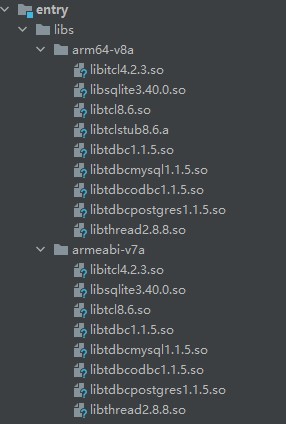 entry
libs
arm64-v8a
libitcl4.2.3.so
libsqlite3.40.0.so
libtcl8.6.so
libtclstub8.6.a
libtdbc1.1.5.so
libtdbcmysql1.1.5.so
libtdbcodbc1.1.5.so
libtdbcpostgres1.1.5.so
libthread2.8.8.so
armeabi-v7a
libitcl4.2.3.so
libsqlite3.40.0.so
libtcl8.6.so
libtdbc1.1.5.so
libtdbcmysql1.1.5.so
libtdbcodbc1.1.5.so
libtdbcpostgres1.1.5.so
libthread2.8.8.so